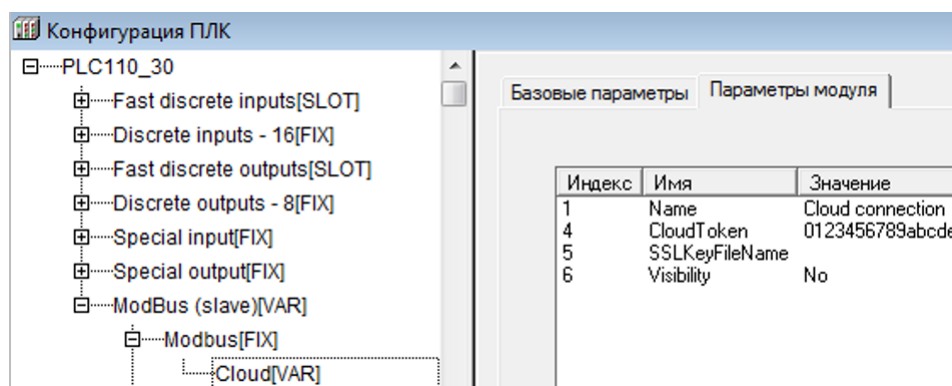 Конфигурация ПЛК
PLC110_30
Fast discrete inputs[SLOT]
Discrete inputs - 16[FIX]
Fast discrete outputs[SLOT]
Discrete outputs - 8[FIX]
Special input[FIX]
Special output[FIX]
ModBus (slave)[VAR]
Modbus[FIX]
Cloud[VAR]
Базовые параметры Параметры модуля
Индекс Имя Значение
1 Name Cloud connection
4 CloudToken 0123456789abcde
5 SSLKeyFileName
6 Visibility No